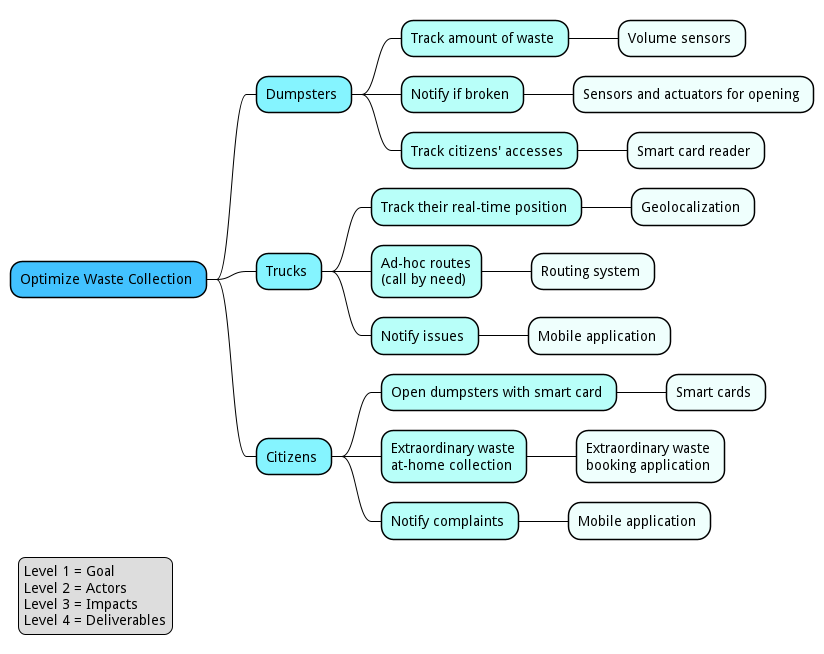 Optimize Waste Collection
Dumpsters
Track amount of waste
Volume sensors
Notify if broken
Sensors and actuators for opening
Track citizens' accesses
Smart card reader
Trucks
Track their real-time position
Geolocalization
Ad-hoc routes
(call by need)
Routing system
Notify issues
Mobile application
Citizens
Open dumpsters with smart card
Smart cards
Extraordinary waste
at-home collection
Extraordinary waste
booking application
Notify complaints
Mobile application
Level 1 = Goal
Level 2 = Actors
Level 3 = Impacts
Level 4 = Deliverables